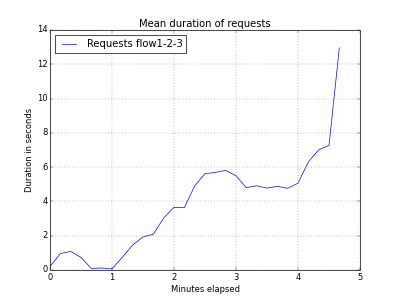 Mean duration of requests
Requests flow1-2-3
Duration in seconds
14
12
10
8
6
4
2
0
0 1 2 3 4 5
Minutes elapsed